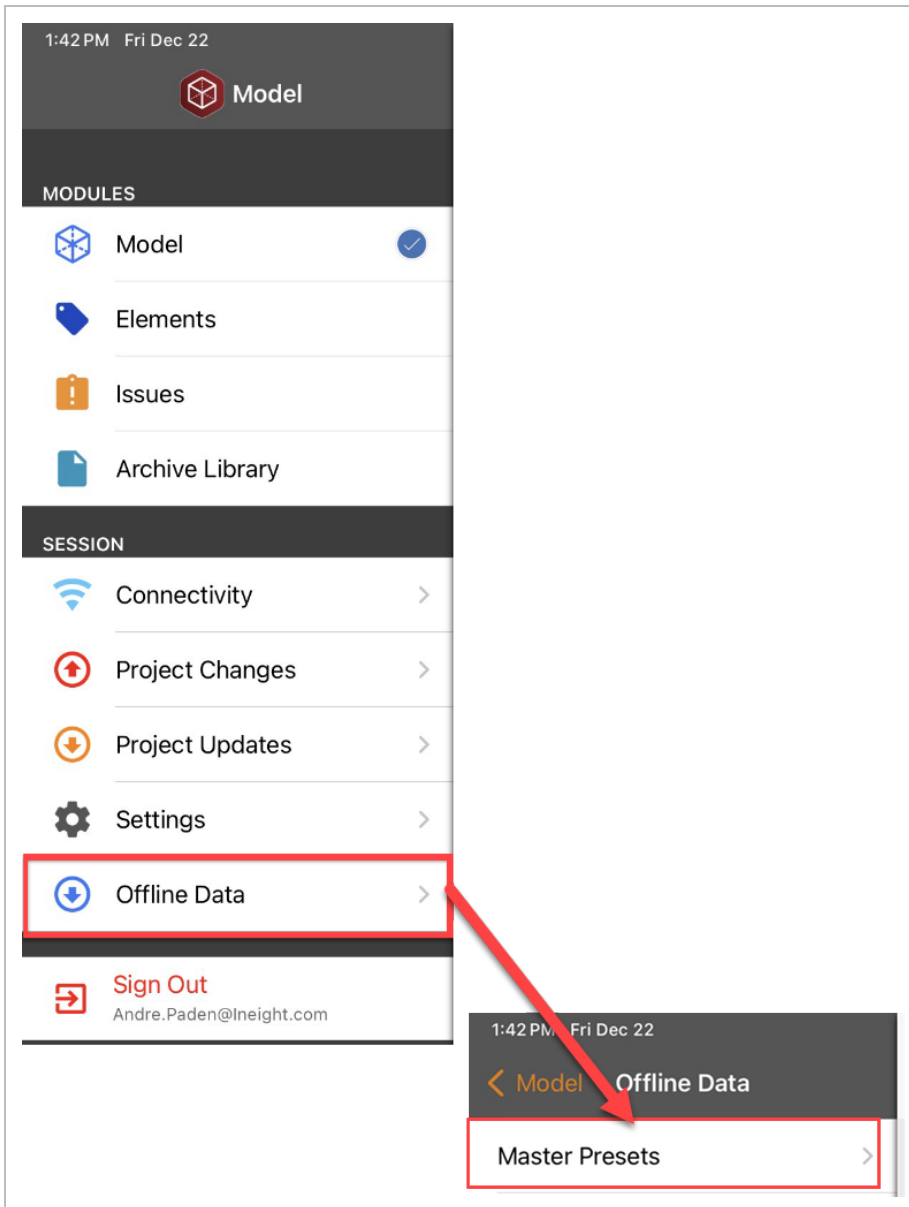 1:42 PM Fri Dec 22
Model
MODULES
Model
Elements
Issues
Archive Library
SESSION
Connectivity
Project Changes
Project Updates
Settings
Offline Data
Sign Out
Andre.Paden@Ineight.com
1:42 PM Fri Dec 22
Model Offline Data
Master Presets